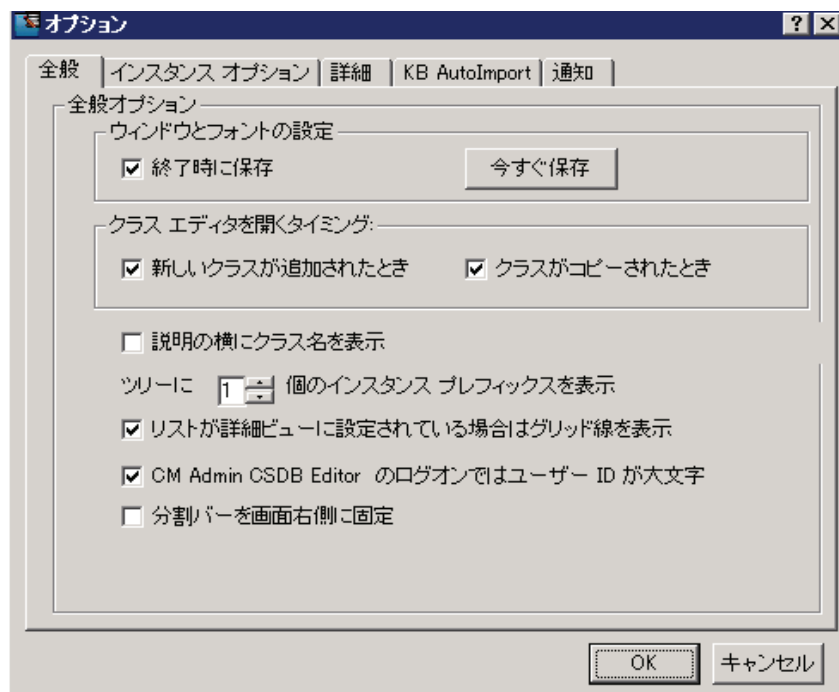 オプション
全般 インスタンス オプション 詳細 KB AutoImport 通知
全般オプション
ウィンドウとフォントの設定
終了時に保存 今すぐ保存
クラス エディタを開くタイミング:
新しいクラスが追加されたとき クラスがコピーされたとき
説明の横にクラス名を表示
ツリーに 1 個のインスタンス プレフィックスを表示
リストが詳細ビューに設定されている場合はグリッド線を表示
CM Admin CSDB Editor のログオンではユーザー ID が大文字
分割バーを画面右側に固定
OK キャンセル